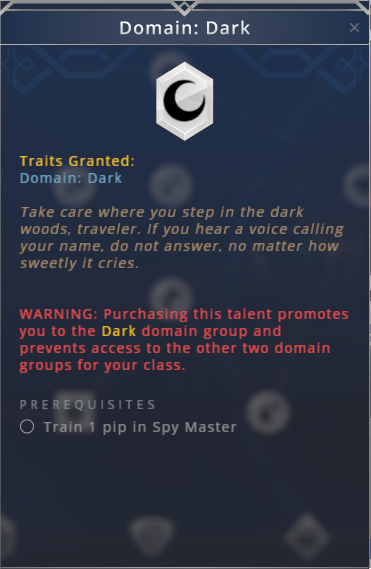 Domain: Dark
Traits Granted:
Domain: Dark
Take care where you step in the dark
woods, traveler. If you hear a voice calling
your name, do not answer, no matter how
sweetly it cries.
WARNING: Purchasing this talent promotes
you to the Dark domain group and
prevents access to the other two domain
groups for your class.
PREREQUISITES
Train 1 pip in Spy Master